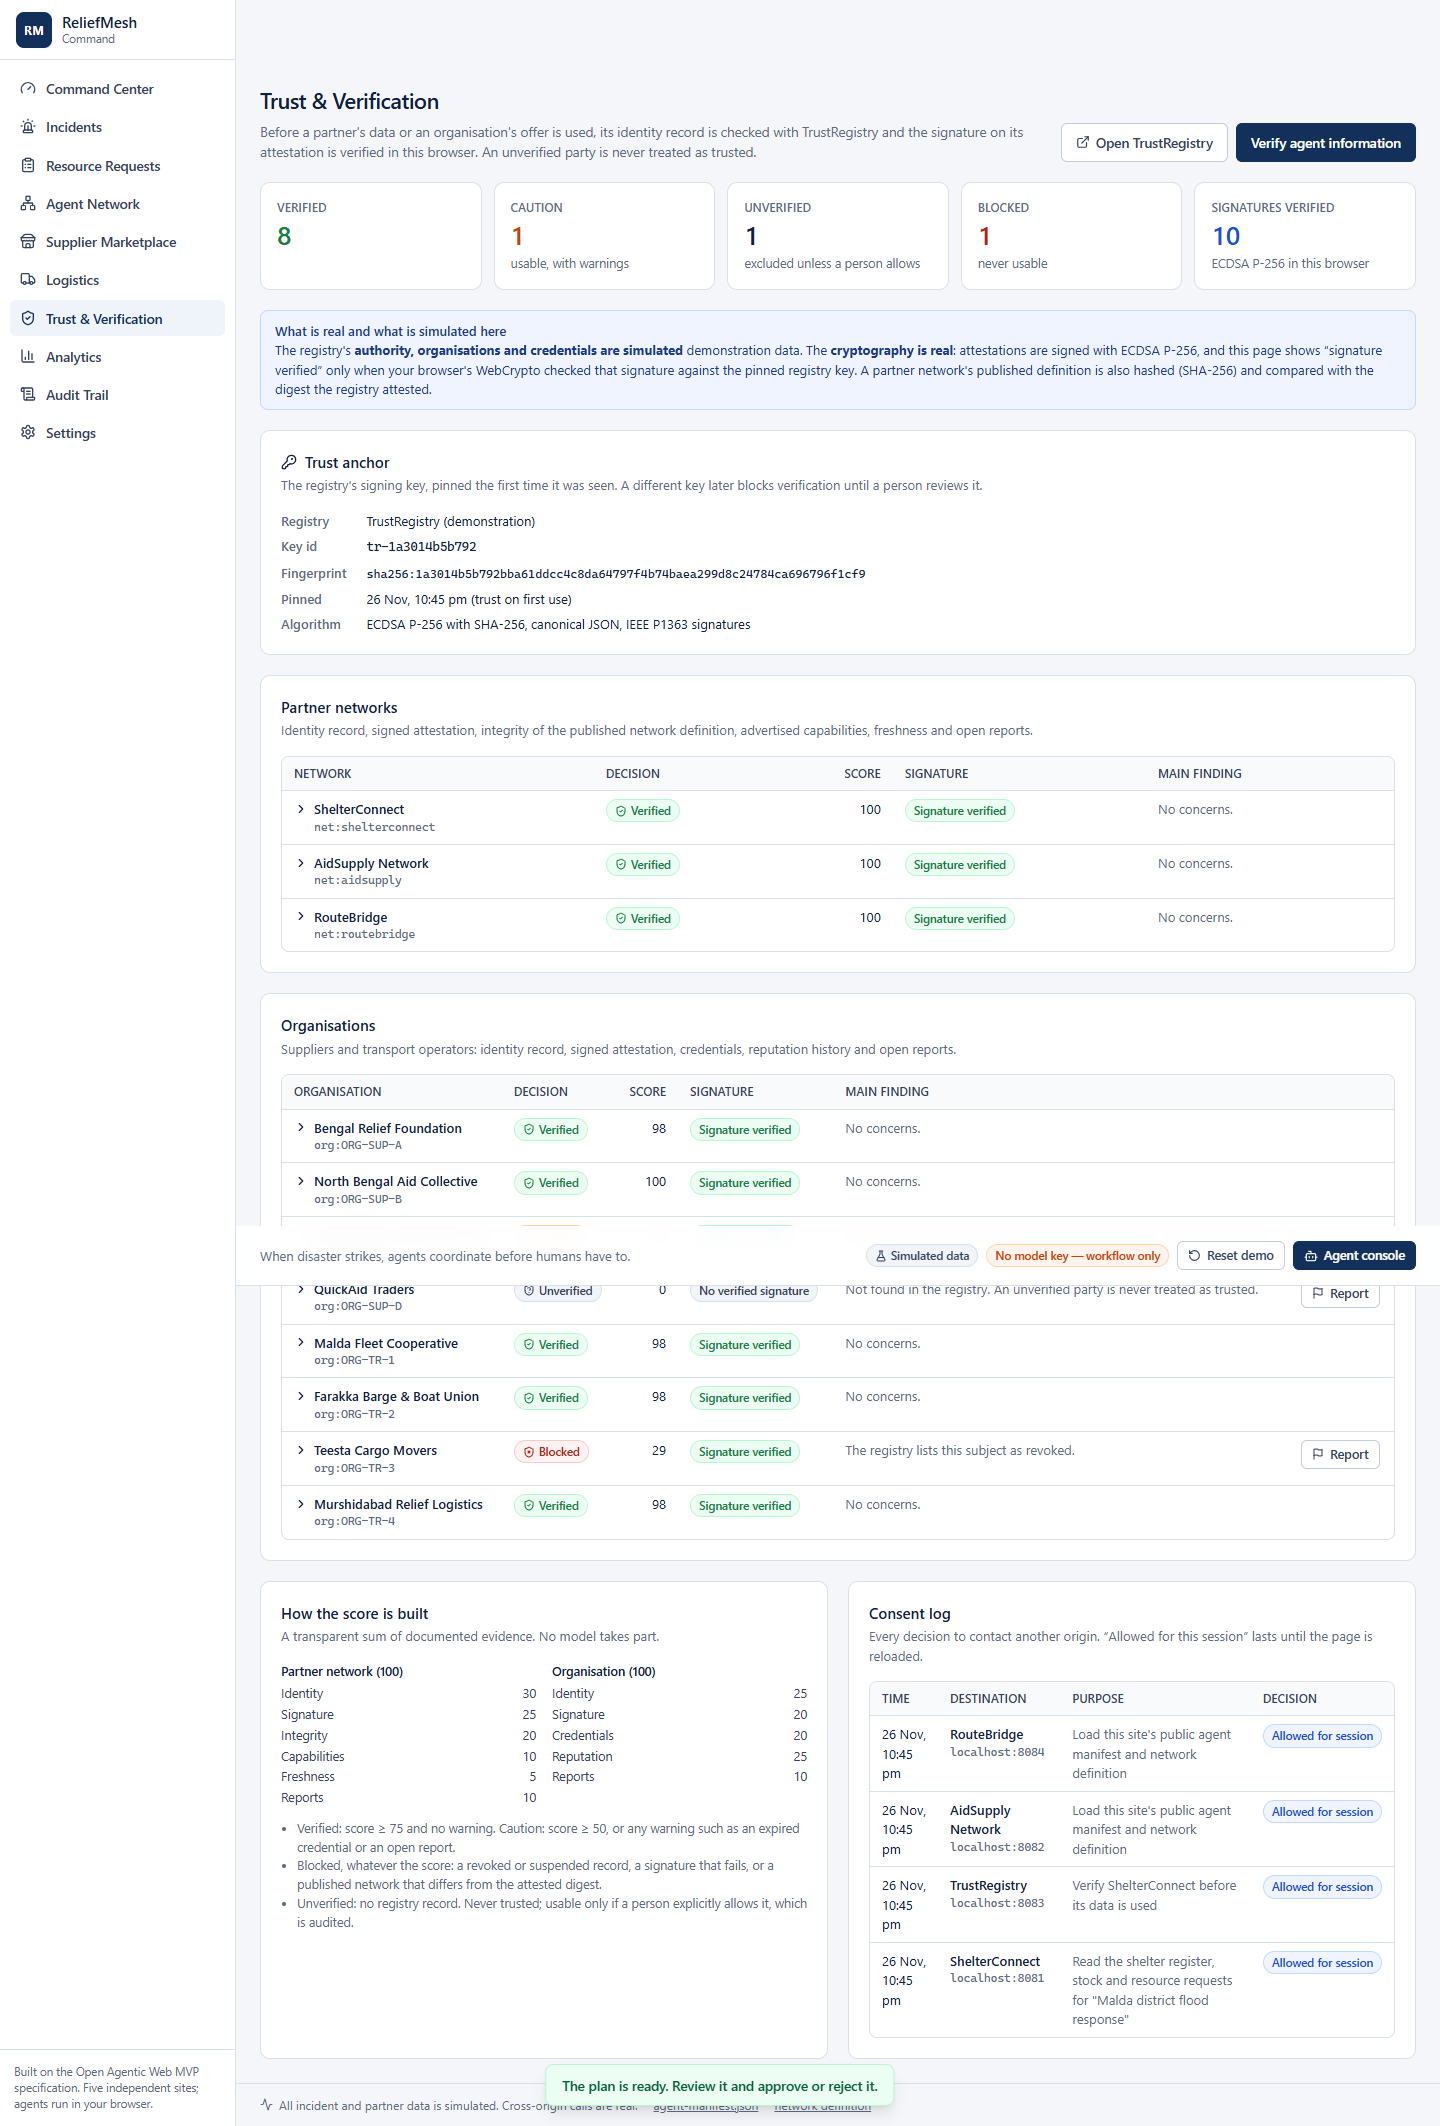 RM
ReliefMesh
Command
Command Center
Incidents
Resource Requests
Agent Network
Supplier Marketplace
Logistics
Trust & Verification
Analytics
Audit Trail
Settings
Built on the Open Agentic Web MVP
specification. Five independent sites;
agents run in your browser.
Trust & Verification
Before a partner's data or an organisation's offer is used, its identity record is checked with TrustRegistry and the signature on its
attestation is verified in this browser. An unverified party is never treated as trusted.
Open TrustRegistry
Verify agent information
VERIFIED
8
CAUTION
1
usable, with warnings
UNVERIFIED
1
excluded unless a person allows
BLOCKED
1
never usable
SIGNATURES VERIFIED
10
ECDSA P-256 in this browser
What is real and what is simulated here
The registry's authority, organisations and credentials are simulated demonstration data. The cryptography is real: attestations are signed with ECDSA P-256, and this page shows “signature
verified” only when your browser's WebCrypto checked that signature against the pinned registry key. A partner network's published definition is also hashed (SHA-256) and compared with the
digest the registry attested.
Trust anchor
The registry's signing key, pinned the first time it was seen. A different key later blocks verification until a person reviews it.
Registry TrustRegistry (demonstration)
Key id tr-1a3014b5b792
Fingerprint sha256:1a3014b5b792bba61ddcc4c8da64797f4b74baea299d8c24784ca696796f1cf9
Pinned 26 Nov, 10:45 pm (trust on first use)
Algorithm ECDSA P-256 with SHA-256, canonical JSON, IEEE P1363 signatures
Partner networks
Identity record, signed attestation, integrity of the published network definition, advertised capabilities, freshness and open reports.
NETWORK DECISION SCORE SIGNATURE MAIN FINDING
ShelterConnect Verified 100 Signature verified No concerns.
net:shelterconnect
AidSupply Network Verified 100 Signature verified No concerns.
net:aidsupply
RouteBridge Verified 100 Signature verified No concerns.
net:routebridge
Organisations
Suppliers and transport operators: identity record, signed attestation, credentials, reputation history and open reports.
ORGANISATION DECISION SCORE SIGNATURE MAIN FINDING
Bengal Relief Foundation Verified 98 Signature verified No concerns.
org:ORG-SUP-A
North Bengal Aid Collective Verified 100 Signature verified No concerns.
org:ORG-SUP-B
When disaster strikes, agents coordinate before humans have to.
Simulated data
No model key — workflow only
Reset demo
Agent console
QuickAid Traders Unverified 0 No verified signature Not found in the registry. An unverified party is never treated as trusted. Report
org:ORG-SUP-D
Malda Fleet Cooperative Verified 98 Signature verified No concerns.
org:ORG-TR-1
Farakka Barge & Boat Union Verified 98 Signature verified No concerns.
org:ORG-TR-2
Teesta Cargo Movers Blocked 29 Signature verified The registry lists this subject as revoked. Report
org:ORG-TR-3
Murshidabad Relief Logistics Verified 98 Signature verified No concerns.
org:ORG-TR-4
How the score is built
A transparent sum of documented evidence. No model takes part.
Partner network (100)
Identity 30
Signature 25
Integrity 20
Capabilities 10
Freshness 5
Reports 10
Organisation (100)
Identity 25
Signature 20
Credentials 20
Reputation 25
Reports 10
• Verified: score ≥ 75 and no warning. Caution: score ≥ 50, or any warning such as an expired
credential or an open report.
• Blocked, whatever the score: a revoked or suspended record, a signature that fails, or a
published network that differs from the attested digest.
• Unverified: no registry record. Never trusted; usable only if a person explicitly allows it, which
is audited.
Consent log
Every decision to contact another origin. “Allowed for this session” lasts until the page is
reloaded.
TIME DESTINATION PURPOSE DECISION
26 Nov, RouteBridge Load this site's public agent Allowed for session
10:45 localhost:8084 manifest and network
pm definition
26 Nov, AidSupply Load this site's public agent Allowed for session
10:45 Network manifest and network
pm localhost:8082 definition
26 Nov, TrustRegistry Verify ShelterConnect before Allowed for session
10:45 localhost:8083 its data is used
pm
26 Nov, ShelterConnect Read the shelter register, Allowed for session
10:45 localhost:8081 stock and resource requests
pm for "Malda district flood
response"
The plan is ready. Review it and approve or reject it.
All incident and partner data is simulated. Cross-origin calls are real. agent-manifest.json network definition